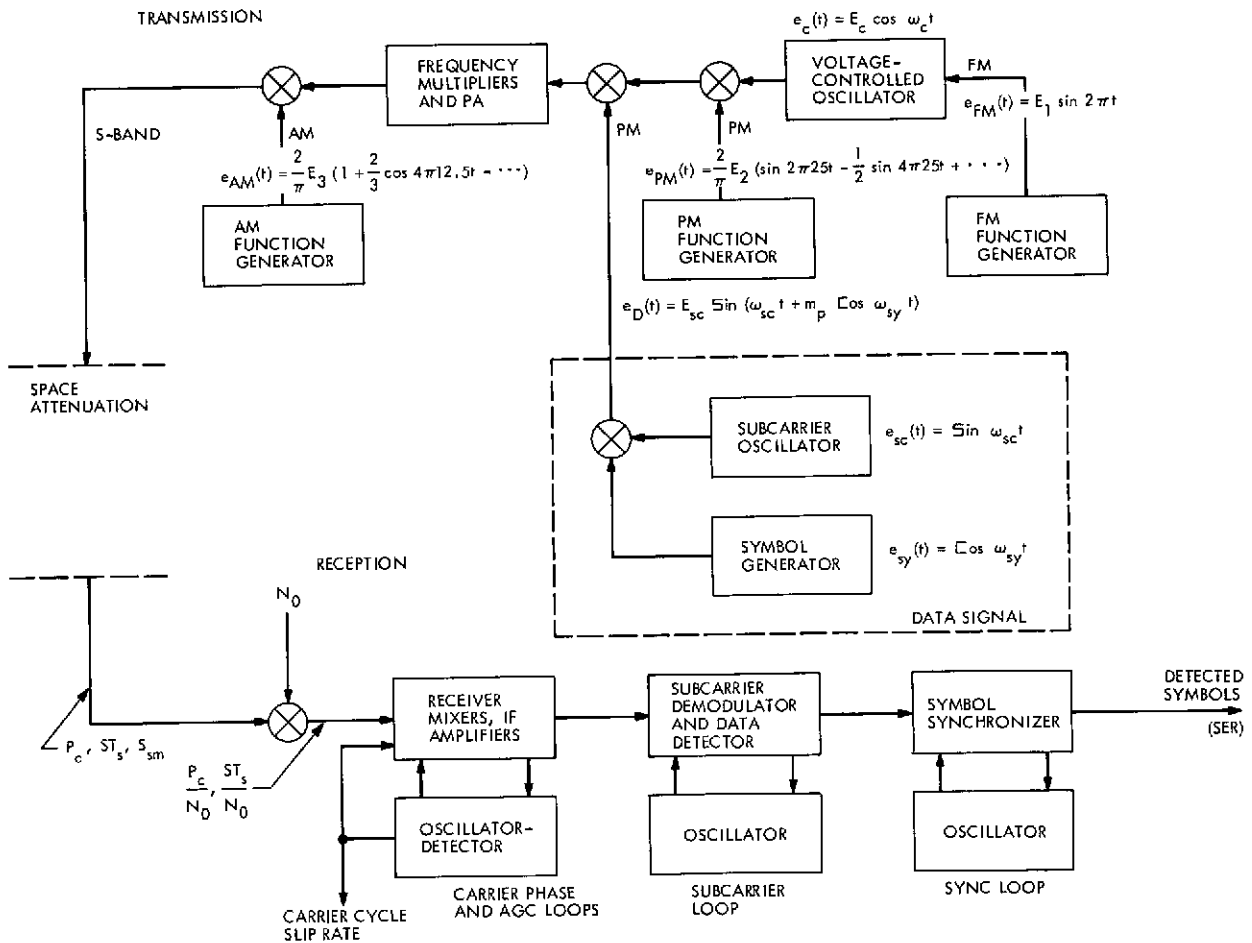 TRANSMISSION
e_c(t) = E_c cos ω_c t
FREQUENCY
MULTIPLIERS
AND PA
VOLTAGE-
CONTROLLED
OSCILLATOR
FM
e_FM(t) = E_1 sin 2πt
S-BAND
AM
PM
PM
e_AM(t) = 2/π E_3 (1 + 2/3 cos 4π12.5t - ···)
e_PM(t) = 2/π E_2 (sin 2π25t - 1/2 sin 4π25t + ···)
AM
FUNCTION
GENERATOR
PM
FUNCTION
GENERATOR
FM
FUNCTION
GENERATOR
e_D(t) = E_sc Sin (ω_sc t + m_p Cos ω_sy t)
SPACE
ATTENUATION
SUBCARRIER
OSCILLATOR
e_sc(t) = Sin ω_sc t
SYMBOL
GENERATOR
e_sy(t) = Cos ω_sy t
DATA SIGNAL
RECEPTION
N_0
P_c, ST_s, S_sm
P_c/N_0, ST_s/N_0
RECEIVER
MIXERS, IF
AMPLIFIERS
SUBCARRIER
DEMODULATOR
AND DATA
DETECTOR
SYMBOL
SYNCHRONIZER
DETECTED
SYMBOLS
(SER)
OSCILLATOR-
DETECTOR
OSCILLATOR
OSCILLATOR
CARRIER PHASE
AND AGC LOOPS
SUBCARRIER
LOOP
SYNC LOOP
CARRIER CYCLE
SLIP RATE